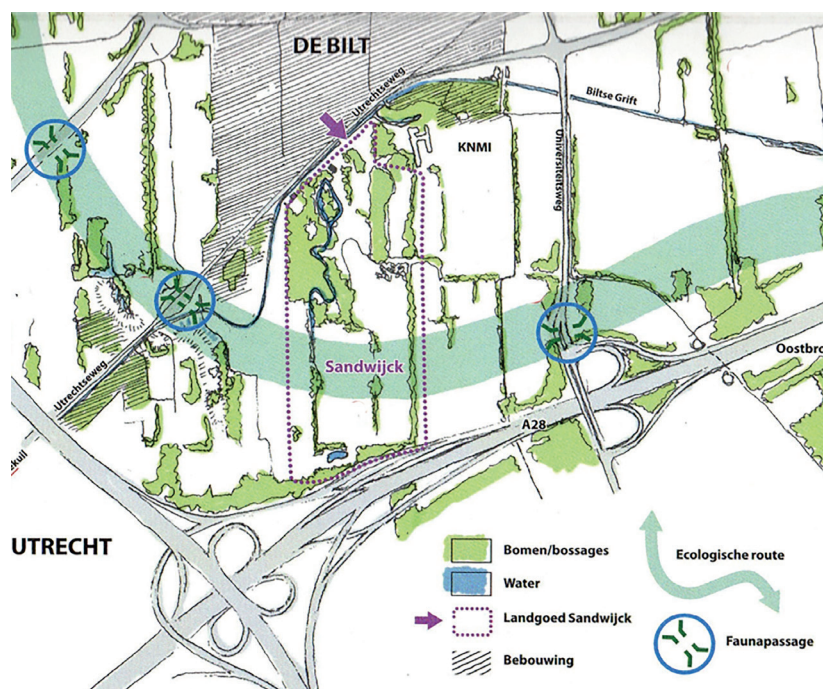 DE BILT
Utrechtseweg
Biltse Grift
KNMI
Universiteitsweg
Sandwijck
Utrechtseweg
Oostbro
A28
kuil
UTRECHT
Bomen/bossages
Water
Landgoed Sandwijck
Bebouwing
Ecologische route
Faunapassage